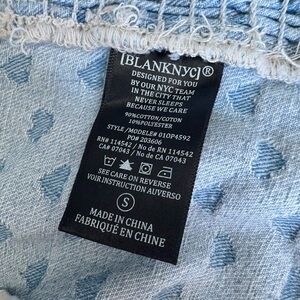 [BLANKNYC]®
DESIGNED FOR YOU
BY OUR NYC TEAM
IN THE CITY THAT
NEVER SLEEPS
BECAUSE WE CARE
90%COTTON/COTON
10%POLYESTER
STYLE /MODELE# 01OP4592
PO# 203606
RN# 114542 / No de RN 114542
CA# 07043 / No de CA 07043
SEE CARE ON REVERSE
VOIR INSTRUCTION AUVERSO
S
MADE IN CHINA
FABRIQUÉ EN CHINE